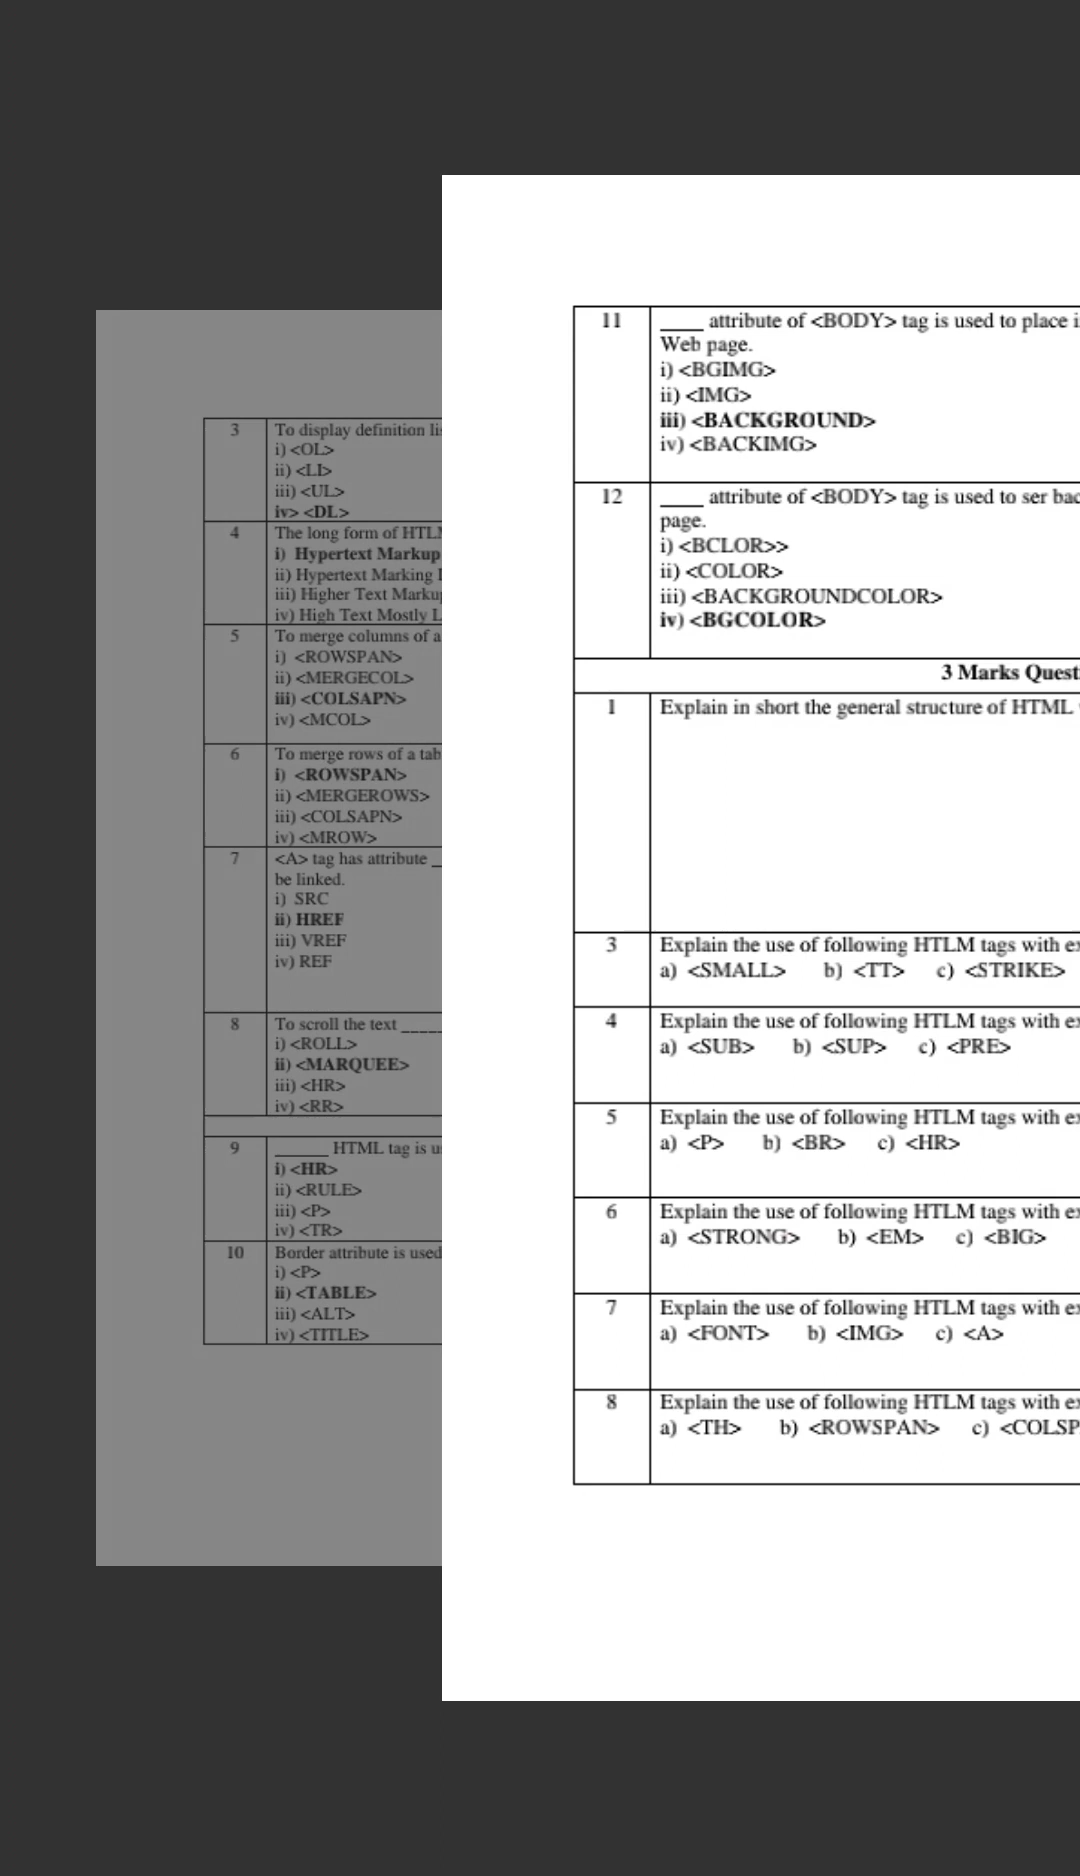 3 To display definition
i) <OL>
ii) <LI>
iii) <UL>
iv> <DL>
4 The long form of
i) Hypertext Markup
ii) Hypertext Marking
iii) Higher Text
iv) High Text Mostly
5 To merge columns of a
i) <ROWSPAN>
ii) <MERGECOL>
iii) <COLSAPN>
iv) <MCOL>
6 To merge rows of a
i) <ROWSPAN>
ii) <MERGEROWS>
iii) <COLSAPN>
iv) <MROW>
7 <A> tag has attribute _
be linked.
i) SRC
ii) HREF
iii) VREF
iv) REF
8 To scroll the text _____
i) <ROLL>
ii) <MARQUEE>
iii) <HR>
iv) <RR>
9 _____ HTML tag is
i) <HR>
ii) <RULE>
iii) <P>
iv) <TR>
10 Border attribute is used
i) <P>
ii) <TABLE>
iii) <ALT>
iv) <TITLE>
11 ____ attribute of <BODY> tag is used to place
Web page.
i) <BGIMG>
ii) <IMG>
iii) <BACKGROUND>
iv) <BACKIMG>
12 ____ attribute of <BODY> tag is used to ser
page.
i) <BCLOR>>
ii) <COLOR>
iii) <BACKGROUNDCOLOR>
iv) <BGCOLOR>
3 Marks
1 Explain in short the general structure of HTML
3 Explain the use of following HTLM tags with
a) <SMALL> b) <TT> c) <STRIKE>
4 Explain the use of following HTLM tags with
a) <SUB> b) <SUP> c) <PRE>
5 Explain the use of following HTLM tags with
a) <P> b) <BR> c) <HR>
6 Explain the use of following HTLM tags with
a) <STRONG> b) <EM> c) <BIG>
7 Explain the use of following HTLM tags with
a) <FONT> b) <IMG> c) <A>
8 Explain the use of following HTLM tags with
a) <TH> b) <ROWSPAN> c)